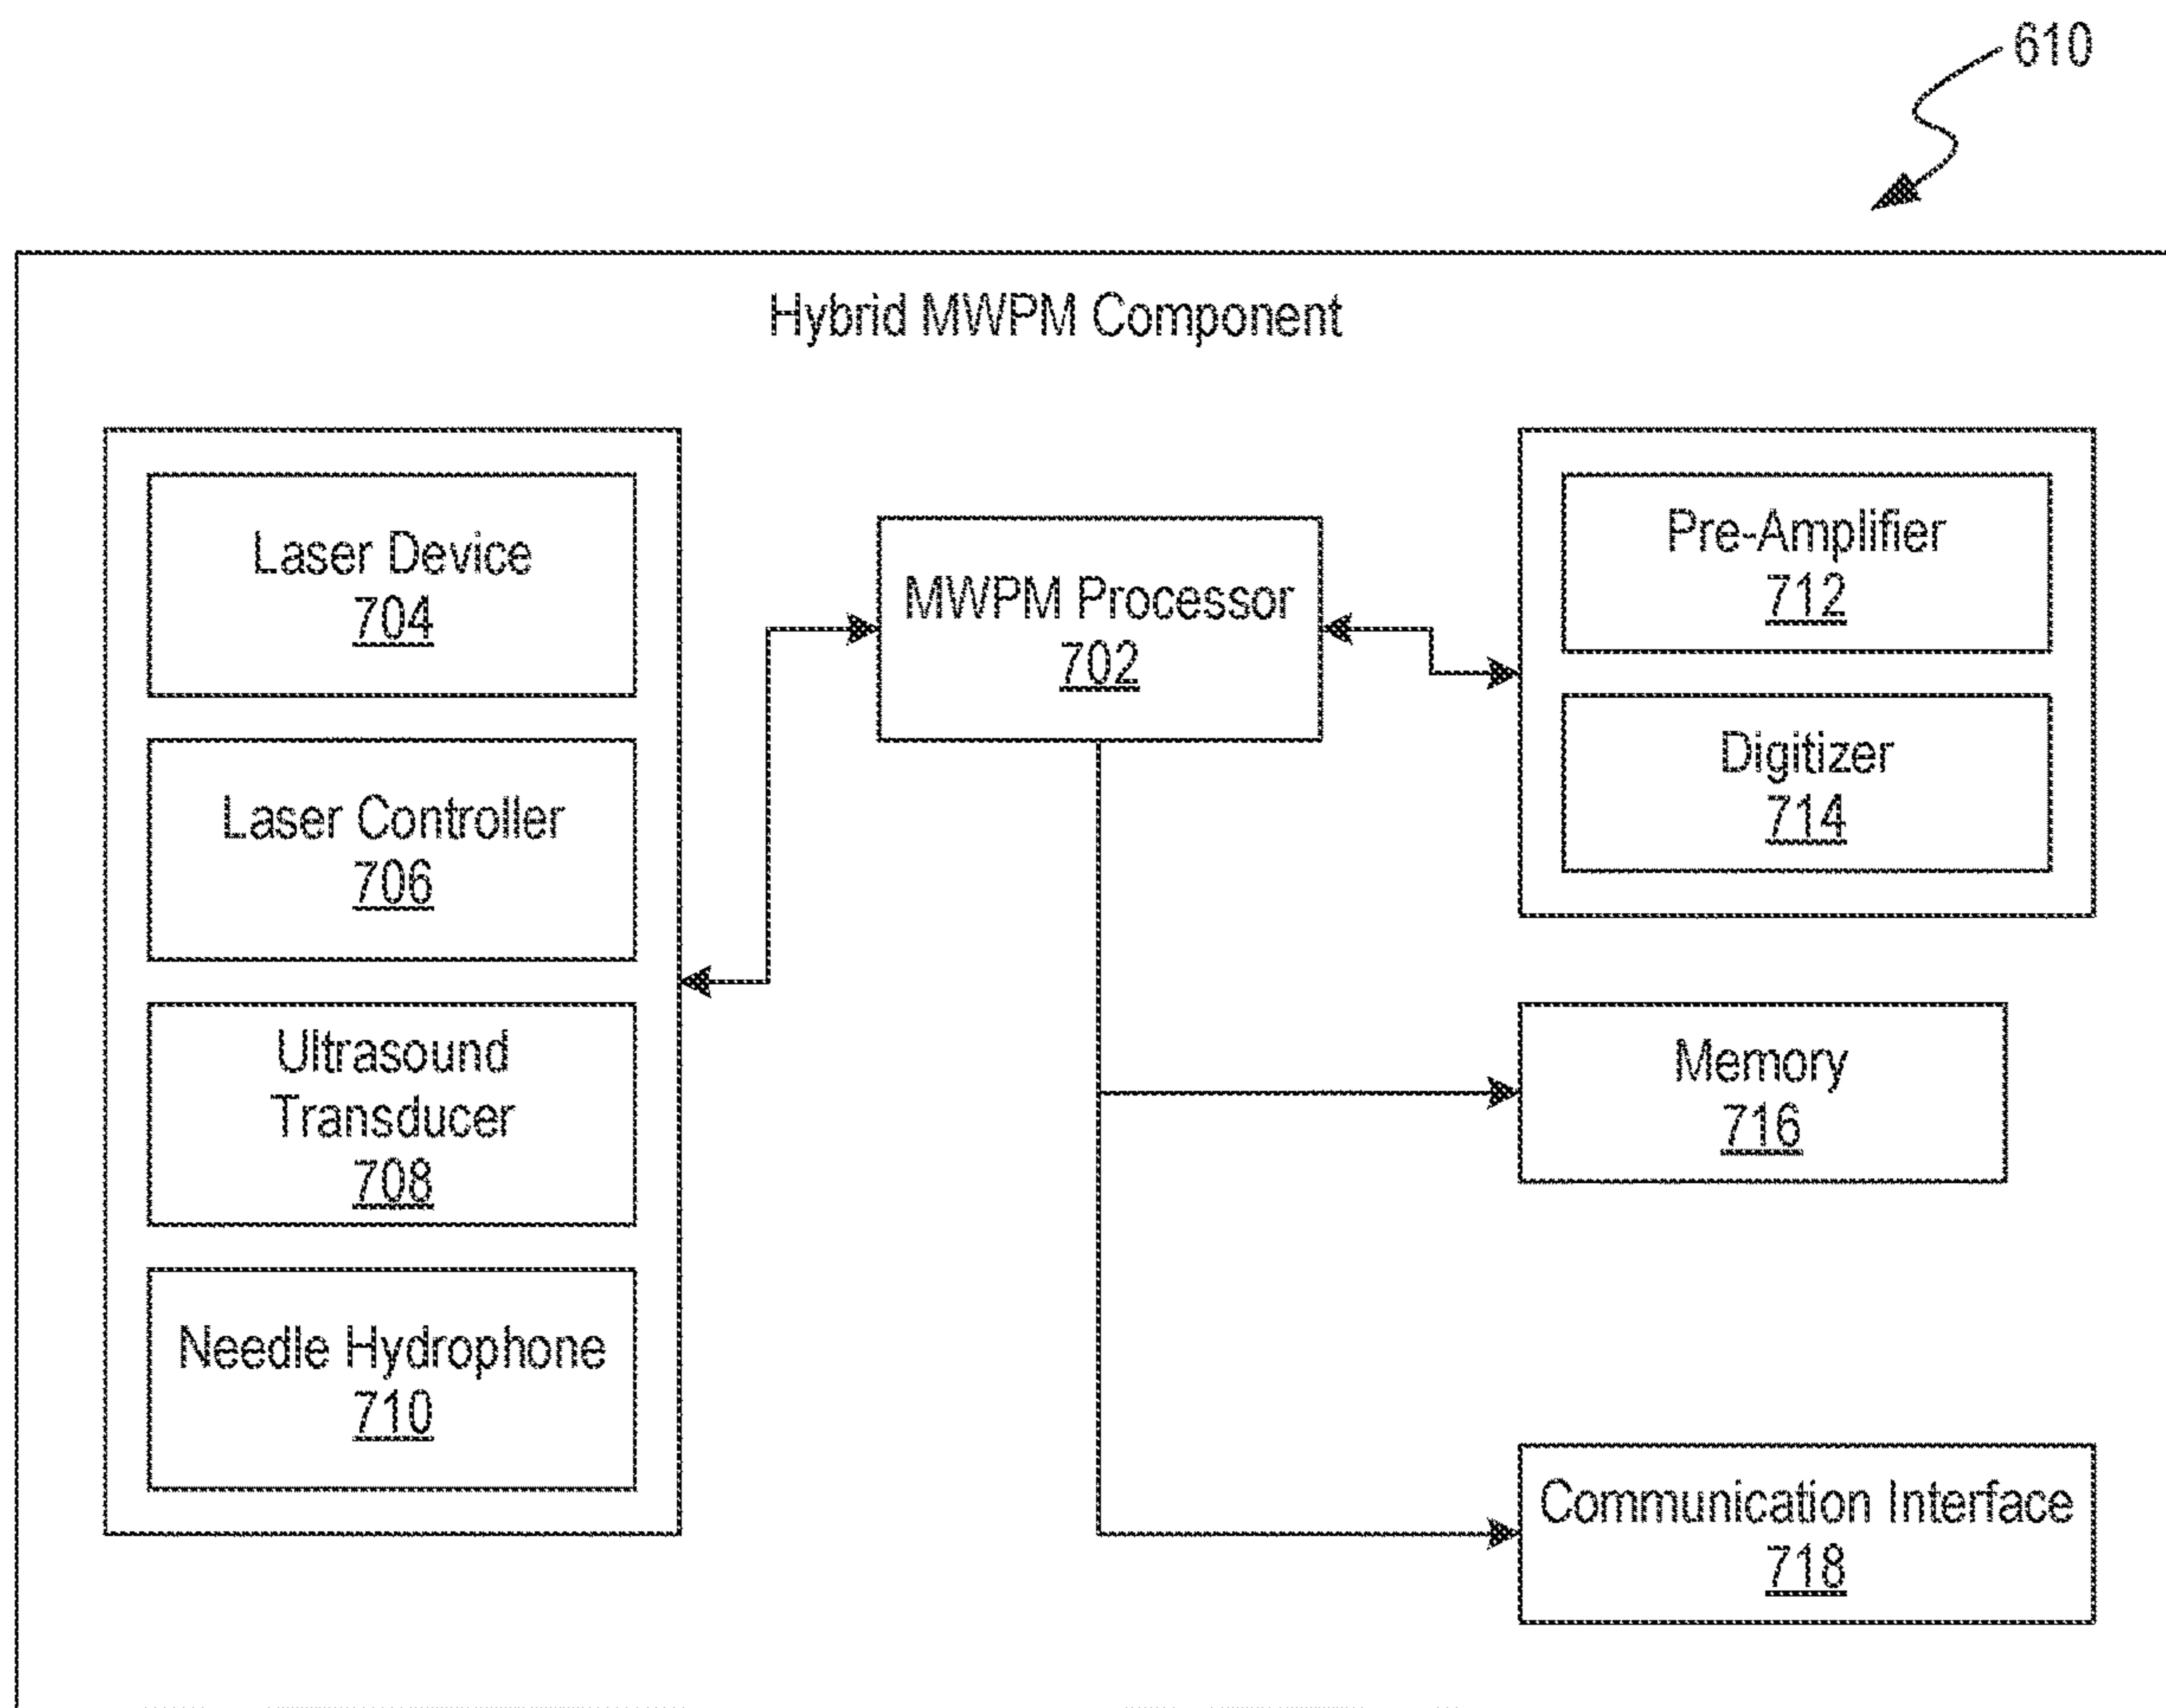 610
Hybrid MWPM Component
Laser Device
704
Laser Controller
706
Ultrasound
Transducer
708
Needle Hydrophone
710
MWPM Processor
702
Pre-Amplifier
712
Digitizer
714
Memory
716
Communication Interface
718